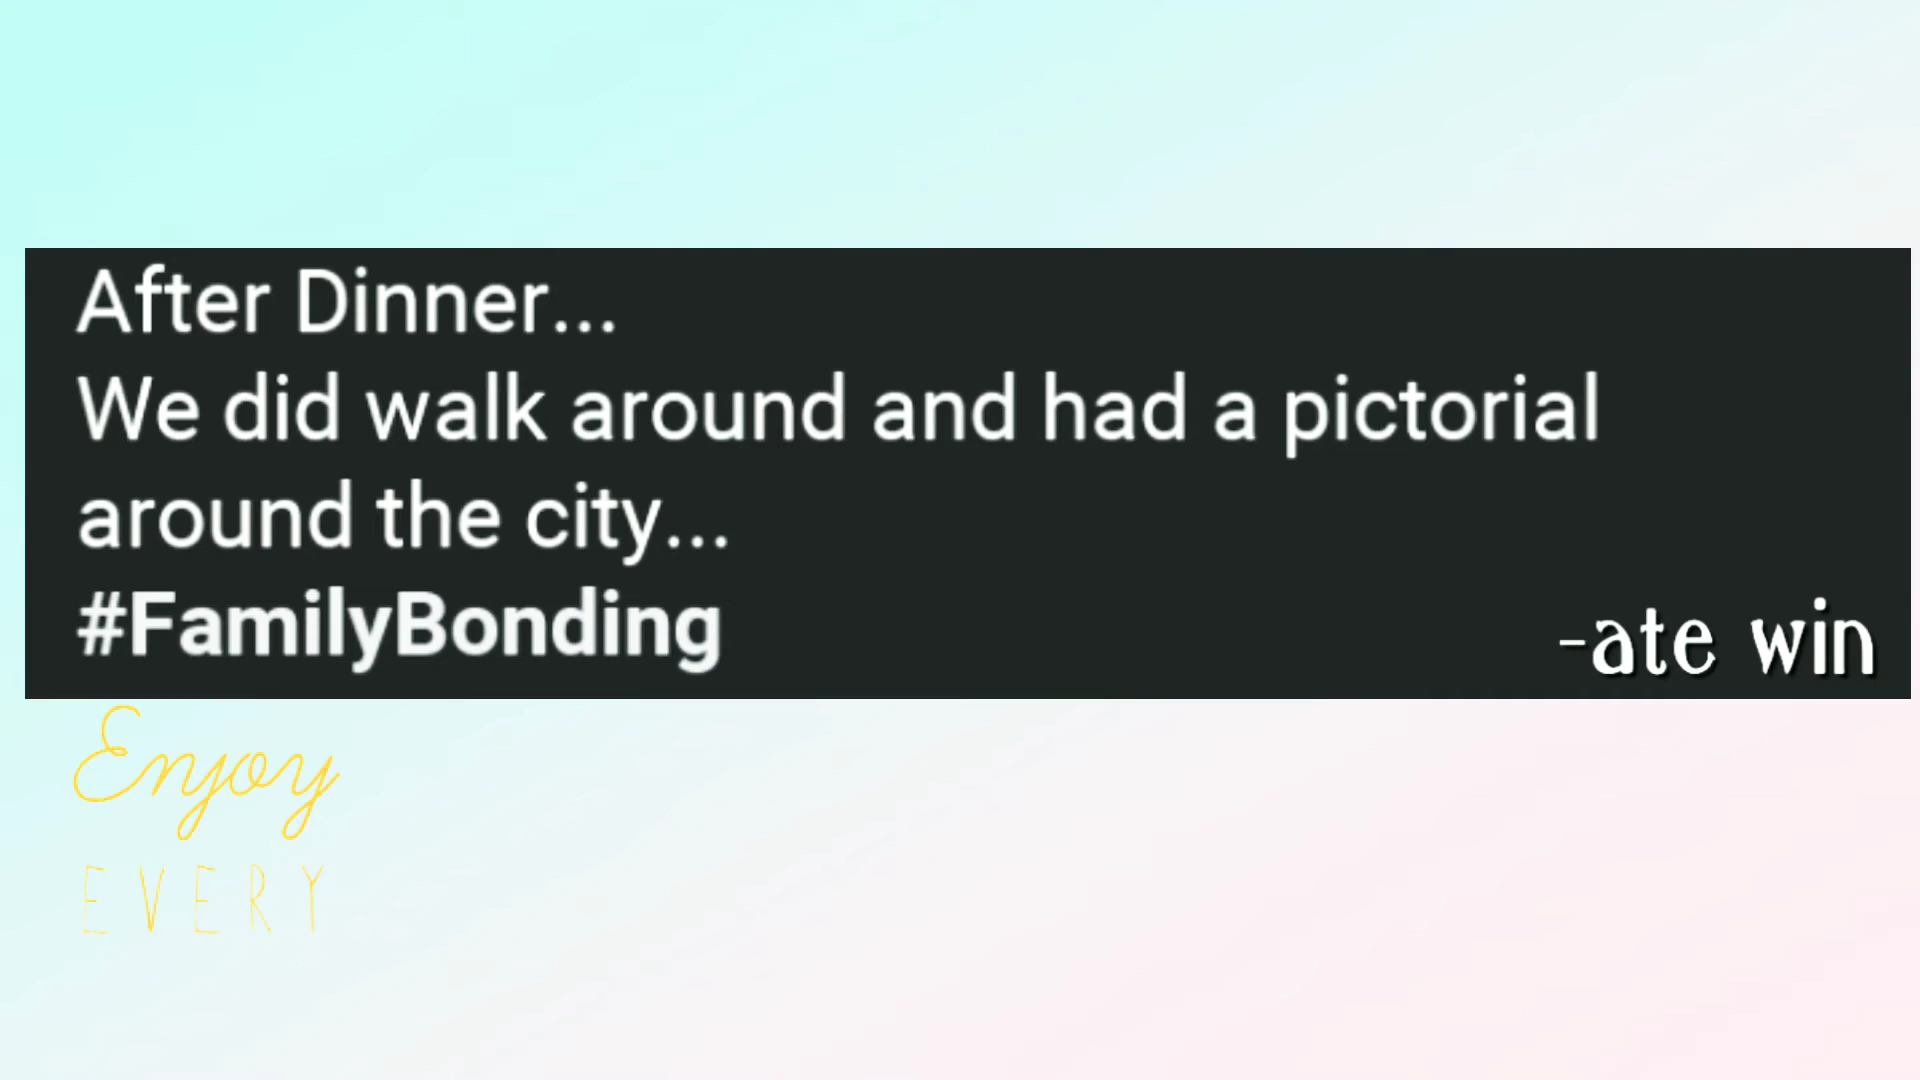 After Dinner...
We did walk around and had a pictorial
around the city...
#FamilyBonding
-ate win
Enjoy
EVERY